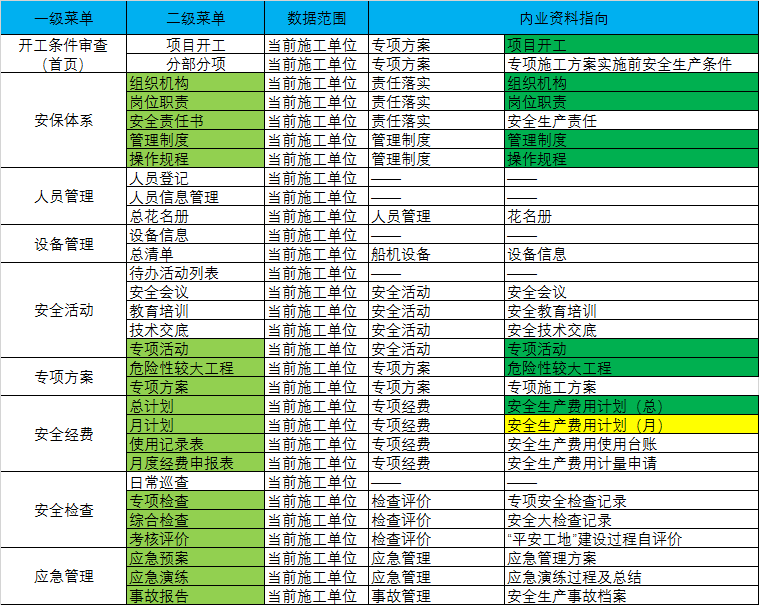 一级菜单 二级菜单 数据范围 内业资料指向
开工条件审查（首页） 项目开工 当前施工单位 专项方案 项目开工
分部分项 当前施工单位 专项方案 专项施工方案实施前安全生产条件
安保体系 组织机构 当前施工单位 责任落实 组织机构
岗位职责 当前施工单位 责任落实 岗位职责
安全责任书 当前施工单位 责任落实 安全生产责任
管理制度 当前施工单位 管理制度 管理制度
操作规程 当前施工单位 管理制度 操作规程
人员管理 人员登记 当前施工单位 —— ——
人员信息管理 当前施工单位 —— ——
总花名册 当前施工单位 人员管理 花名册
设备管理 设备信息 当前施工单位 —— ——
总清单 当前施工单位 船机设备 设备信息
安全活动 待办活动列表 当前施工单位 —— ——
安全会议 当前施工单位 安全活动 安全会议
教育培训 当前施工单位 安全活动 安全教育培训
技术交底 当前施工单位 安全活动 安全技术交底
专项活动 当前施工单位 安全活动 专项活动
专项方案 危险性较大工程 当前施工单位 专项方案 危险性较大工程
专项方案 当前施工单位 专项方案 专项施工方案
安全经费 总计划 当前施工单位 专项经费 安全生产费用计划（总）
月计划 当前施工单位 专项经费 安全生产费用计划（月）
使用记录表 当前施工单位 专项经费 安全生产费用使用台账
月度经费申报表 当前施工单位 专项经费 安全生产费用计量申请
安全检查 日常巡查 当前施工单位 —— ——
专项检查 当前施工单位 检查评价 专项安全检查记录
综合检查 当前施工单位 检查评价 安全大检查记录
考核评价 当前施工单位 检查评价 “平安工地”建设过程自评价
应急管理 应急预案 当前施工单位 应急管理 应急管理方案
应急演练 当前施工单位 应急管理 应急演练过程及总结
事故报告 当前施工单位 事故管理 安全生产事故档案